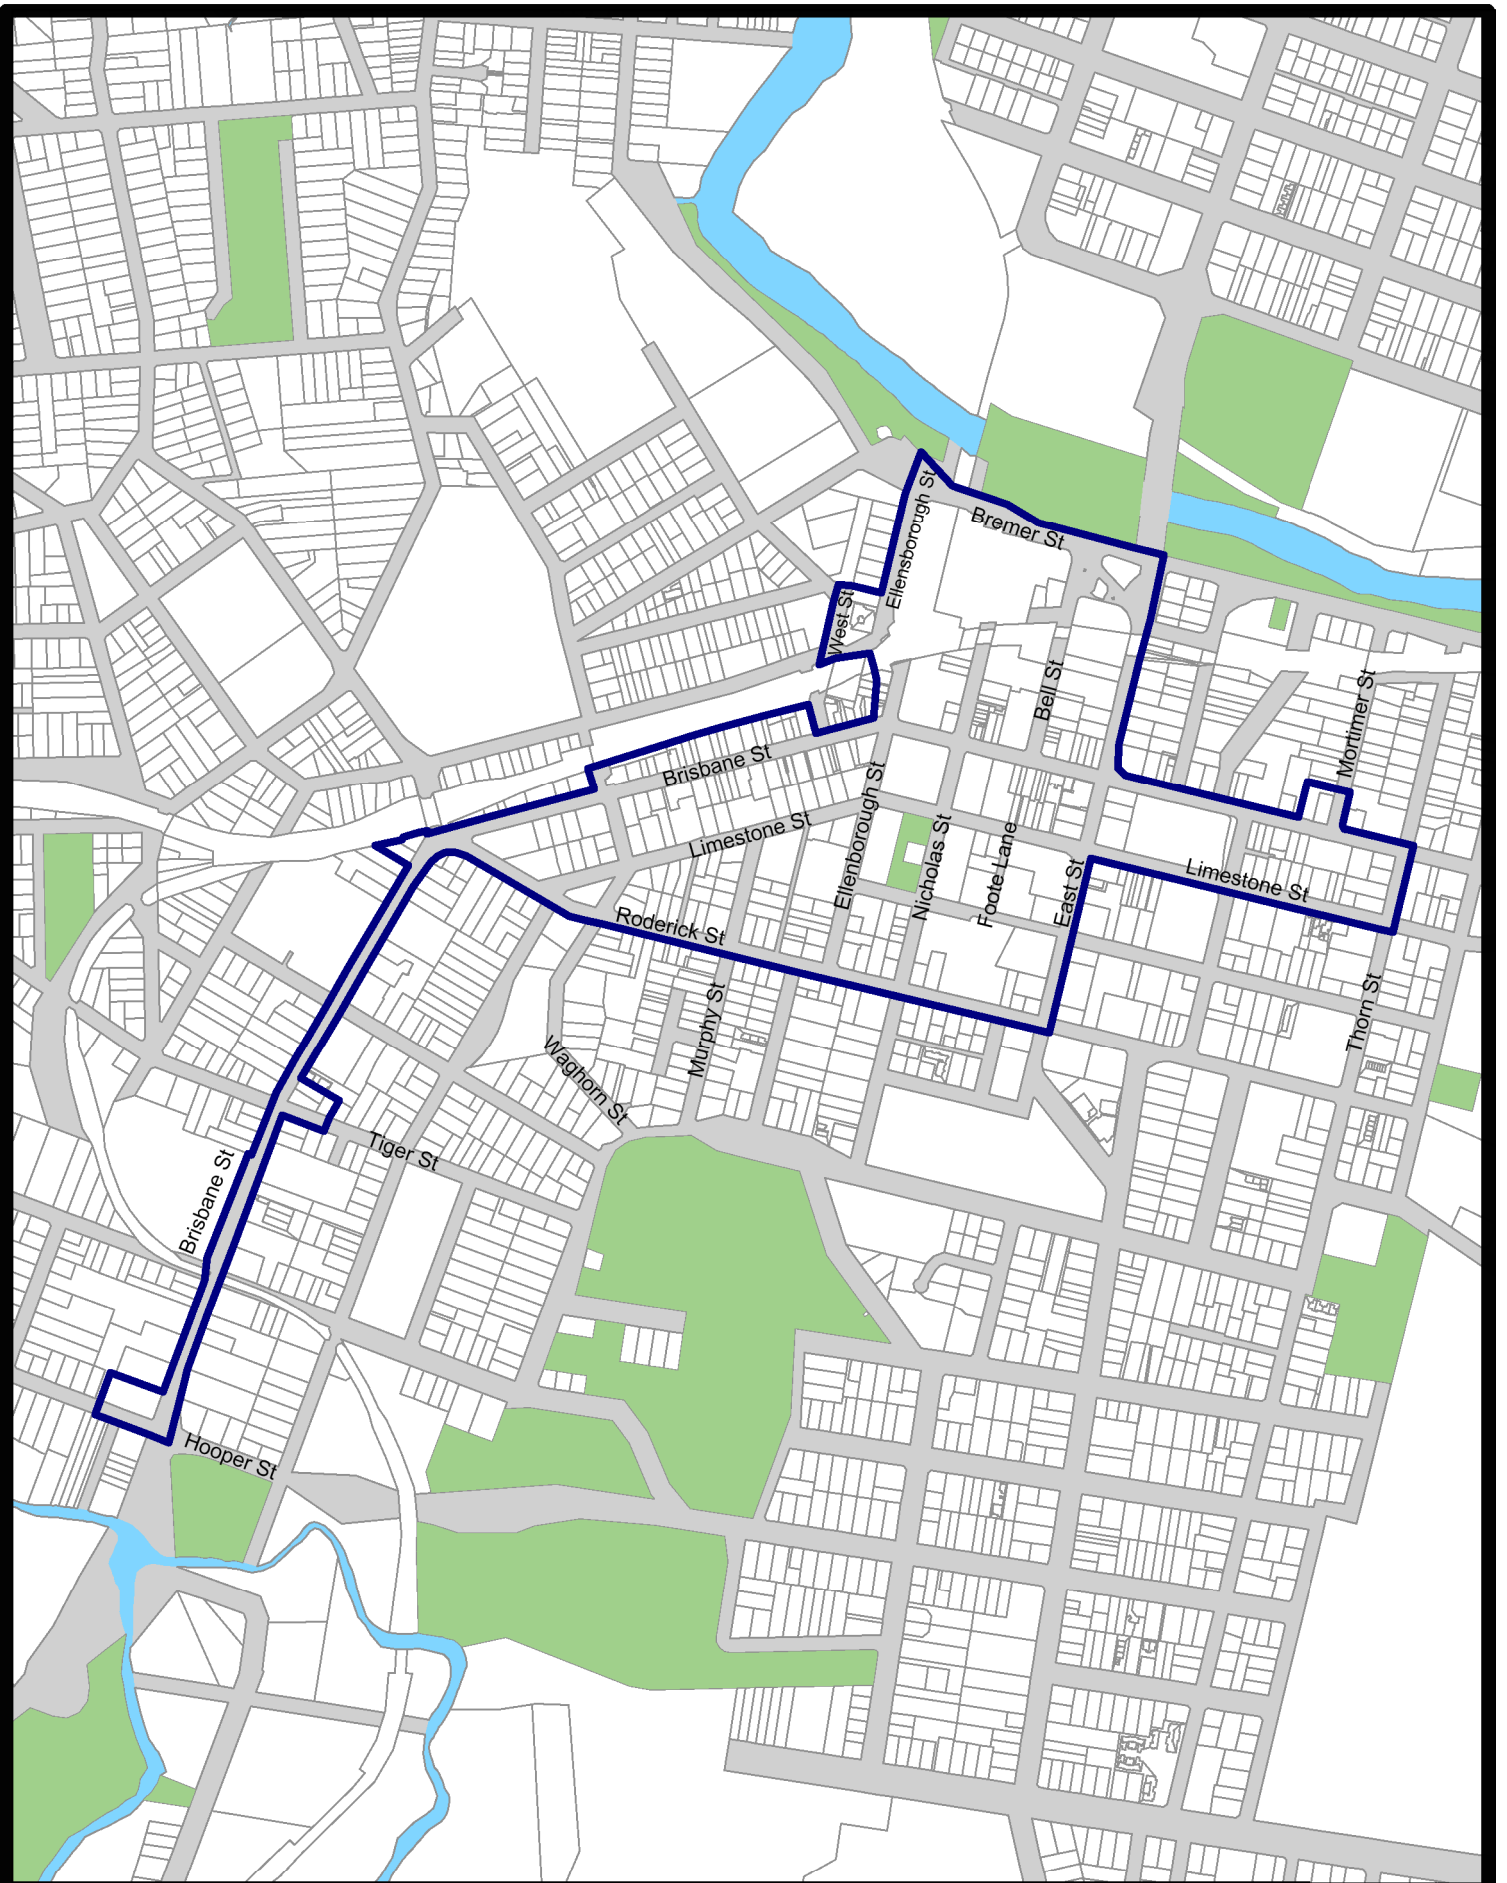 Ellensborough St
Bremer St
West St
Bell St
Mortimer St
Brisbane St
Limestone St
Ellenborough St
Nicholas St
Foote Lane
East St
Limestone St
Roderick St
Murphy St
Thorn St
Waghorn St
Tiger St
Brisbane St
Hooper St